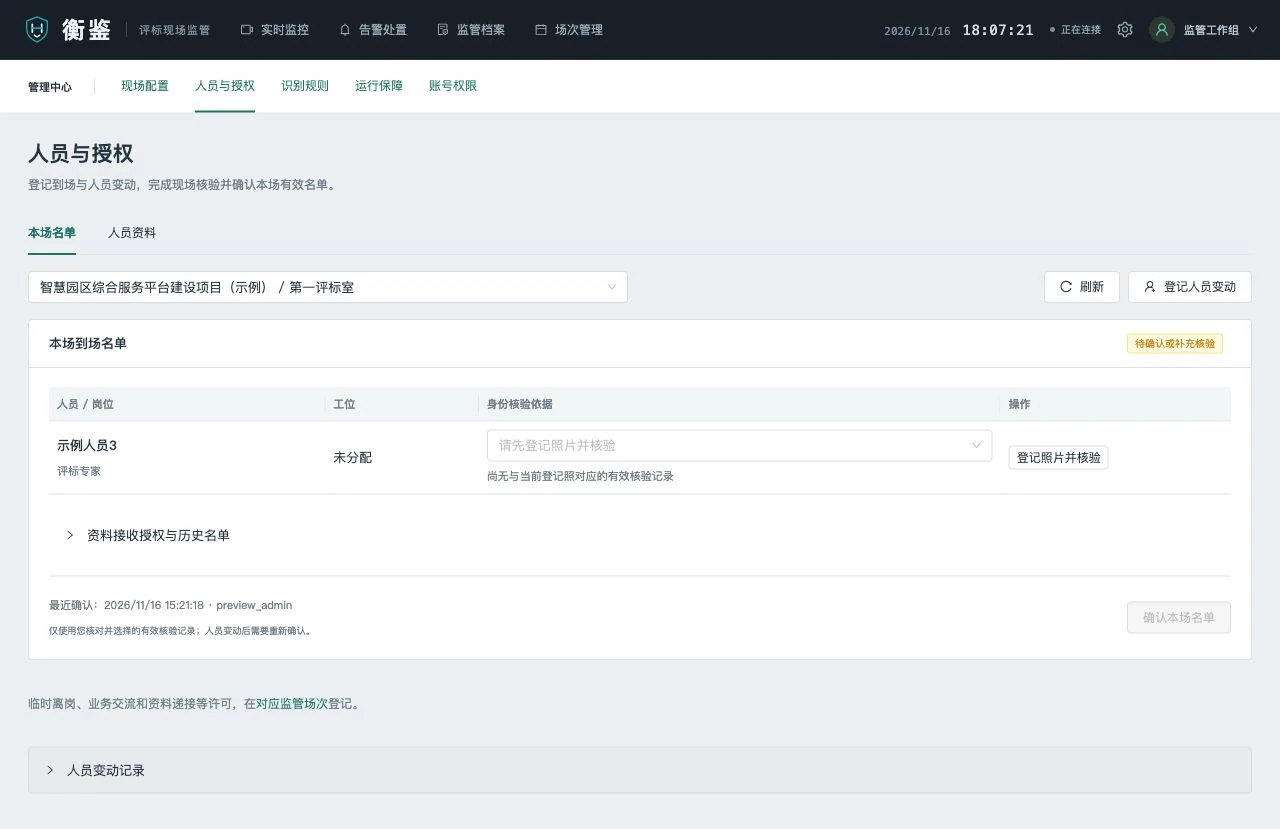 衡鉴 评标现场监管 实时监控 告警处置 监管档案 场次管理 2026/11/16 18:07:21 正在连接 监管工作组
管理中心 现场配置 人员与授权 识别规则 运行保障 账号权限
人员与授权
登记到场与人员变动，完成现场核验并确认本场有效名单。
本场名单 人员资料
智慧园区综合服务平台建设项目（示例） / 第一评标室 刷新 登记人员变动
本场到场名单 待确认或补充核验
人员 / 岗位 工位 身份核验依据 操作
示例人员3
评标专家
未分配
请先登记照片并核验
尚无与当前登记照对应的有效核验记录
登记照片并核验
资料接收授权与历史名单
最近确认：2026/11/16 15:21:18 · preview_admin
仅使用您核对并选择的有效核验记录；人员变动后需要重新确认。
确认本场名单
临时离岗、业务交流和资料递接等许可，在对应监管场次登记。
人员变动记录